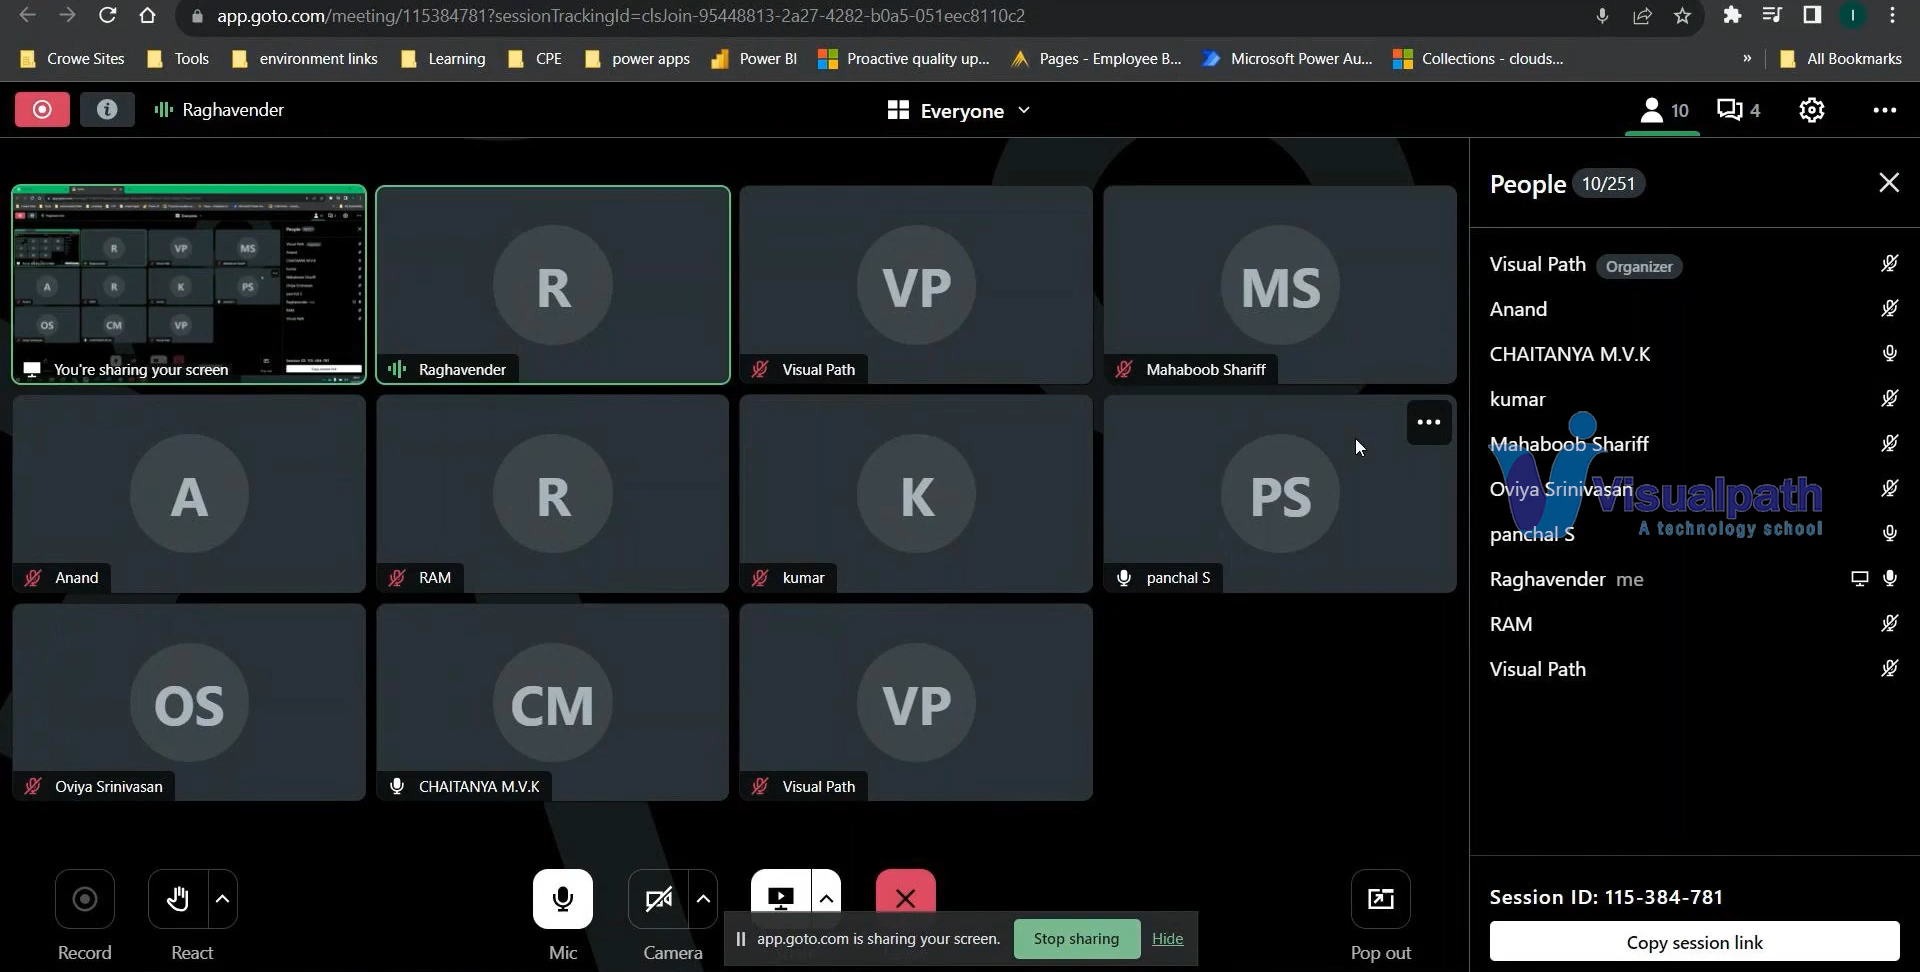 app.goto.com/meeting/115384781?sessionTrackingId=clsJoin-95448813-2a27-4282-b0a5-051eec8110c2
I
Crowe Sites
Tools
environment links
Learning
CPE
power apps
Power BI
Proactive quality up...
Pages - Employee B...
Microsoft Power Au...
Collections - clouds...
»
All Bookmarks
Raghavender
Everyone
10
4
People 10/251
You're sharing your screen
R
Raghavender
VP
Visual Path
MS
Mahaboob Shariff
A
Anand
R
RAM
K
kumar
PS
panchal S
OS
Oviya Srinivasan
CM
CHAITANYA M.V.K
VP
Visual Path
Visual Path Organizer
Anand
CHAITANYA M.V.K
kumar
Mahaboob Shariff
Oviya Srinivasan
panchal S
Raghavender me
RAM
Visual Path
Visualpath
A technology school
Record
React
Mic
Camera
app.goto.com is sharing your screen.
Stop sharing
Hide
Pop out
Session ID: 115-384-781
Copy session link